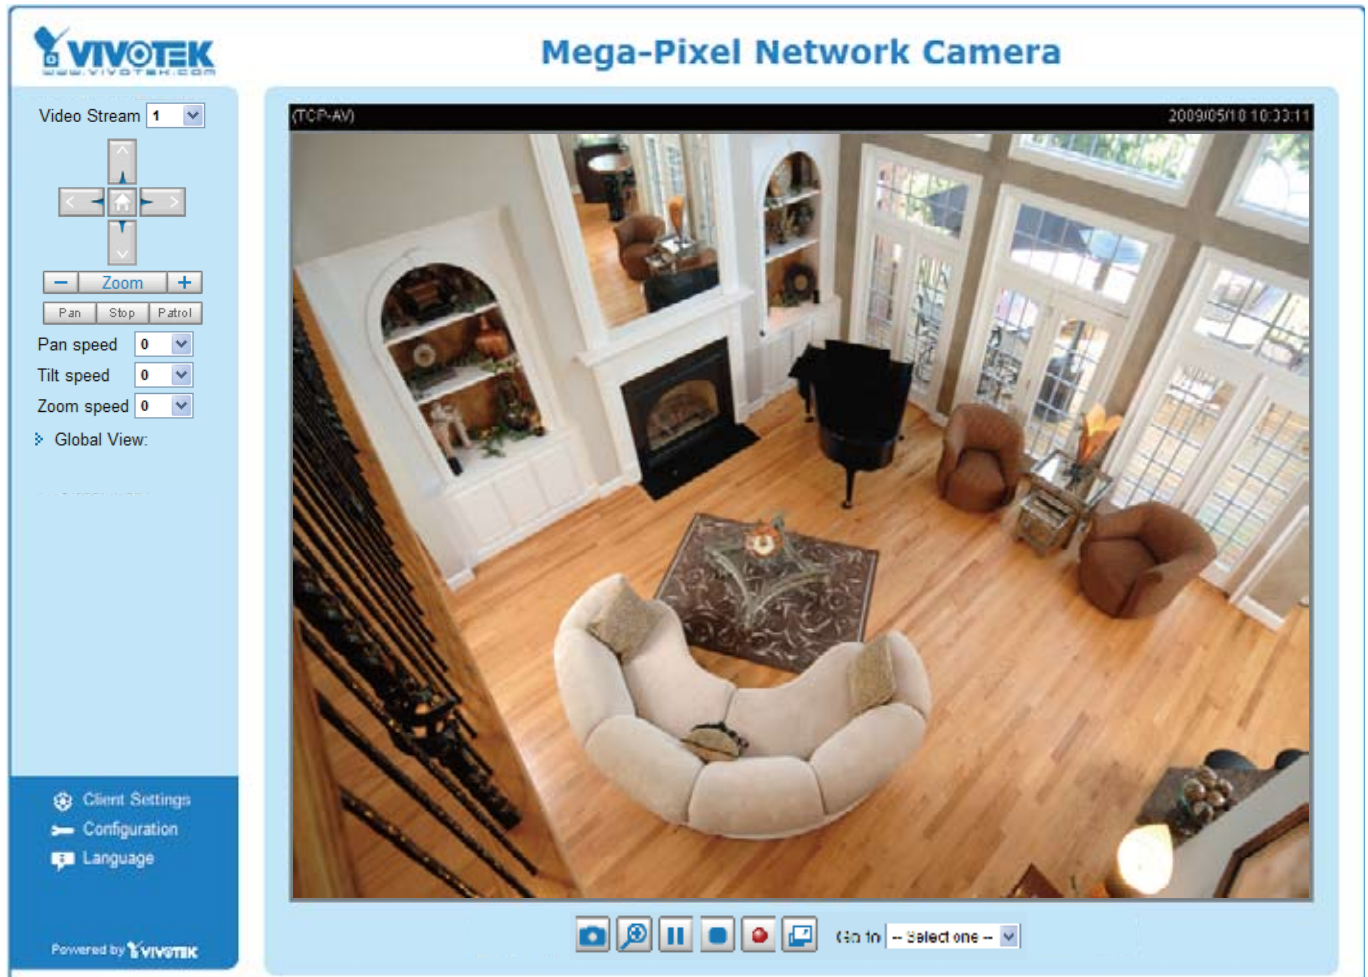 VIVOTEK
www.vivotek.com
Mega-Pixel Network Camera
Video Stream 1
(TCP-AV) 2009/05/10 10:33:11
Zoom
Pan Stop Patrol
Pan speed 0
Tilt speed 0
Zoom speed 0
Global View:
Client Settings
Configuration
Language
Powered by VIVOTEK
Go to -- Select one --